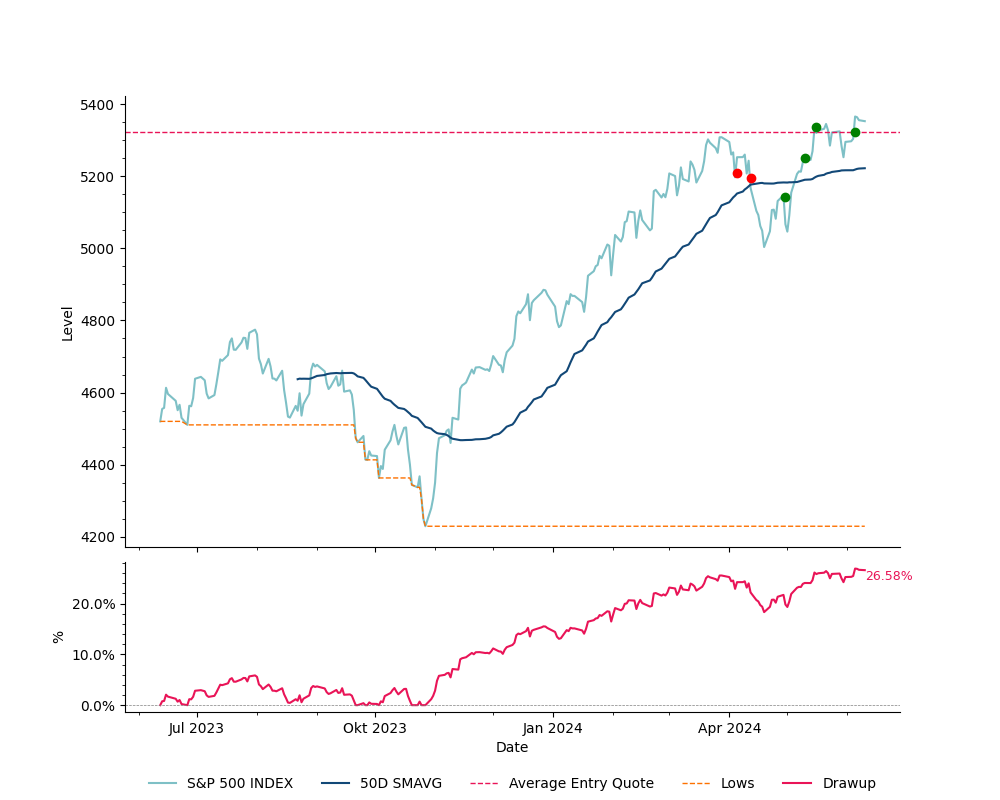 5400
5200
5000
4800
4600
4400
4200
Level
20.0%
10.0%
0.0%
%
26.58%
Jul 2023
Okt 2023
Jan 2024
Apr 2024
Date
S&P 500 INDEX
50D SMAVG
Average Entry Quote
Lows
Drawup